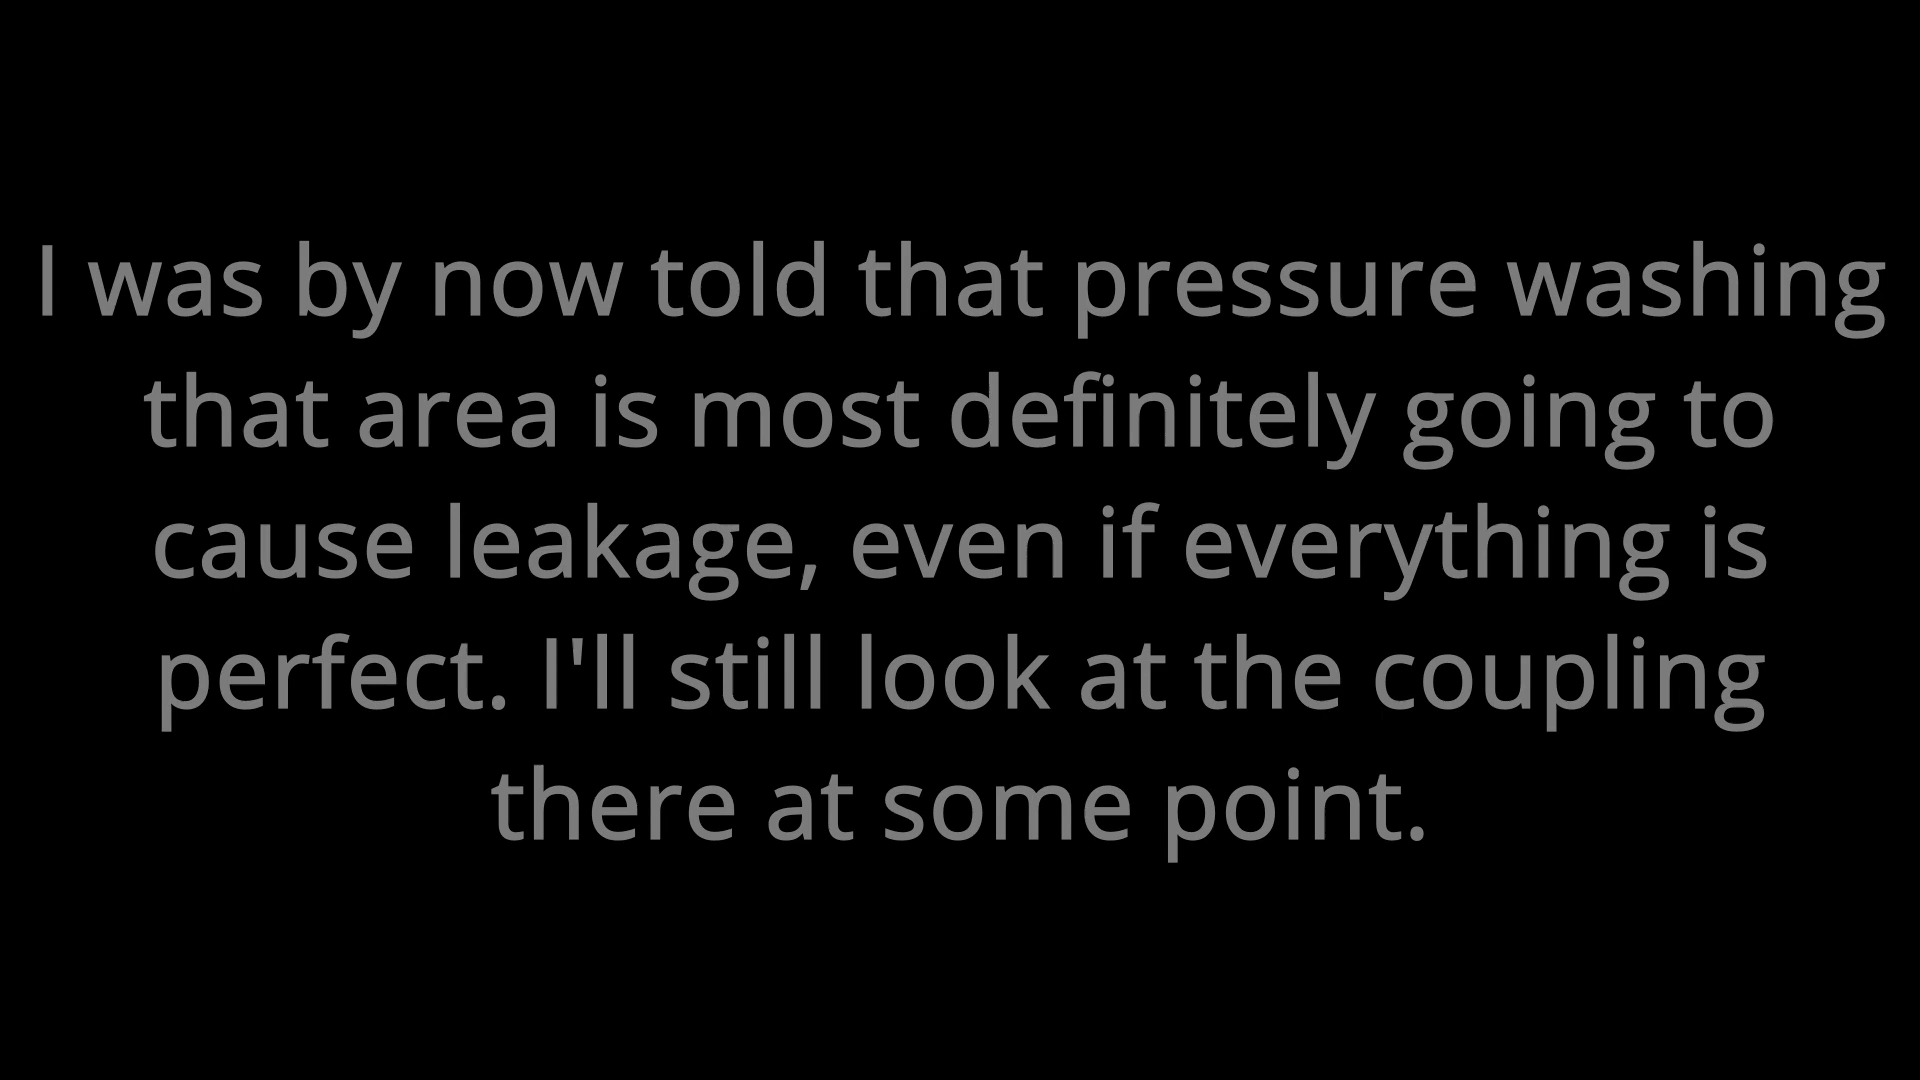 I was by now told that pressure washing
that area is most definitely going to
cause leakage, even if everything is
perfect. I'll still look at the coupling
there at some point.